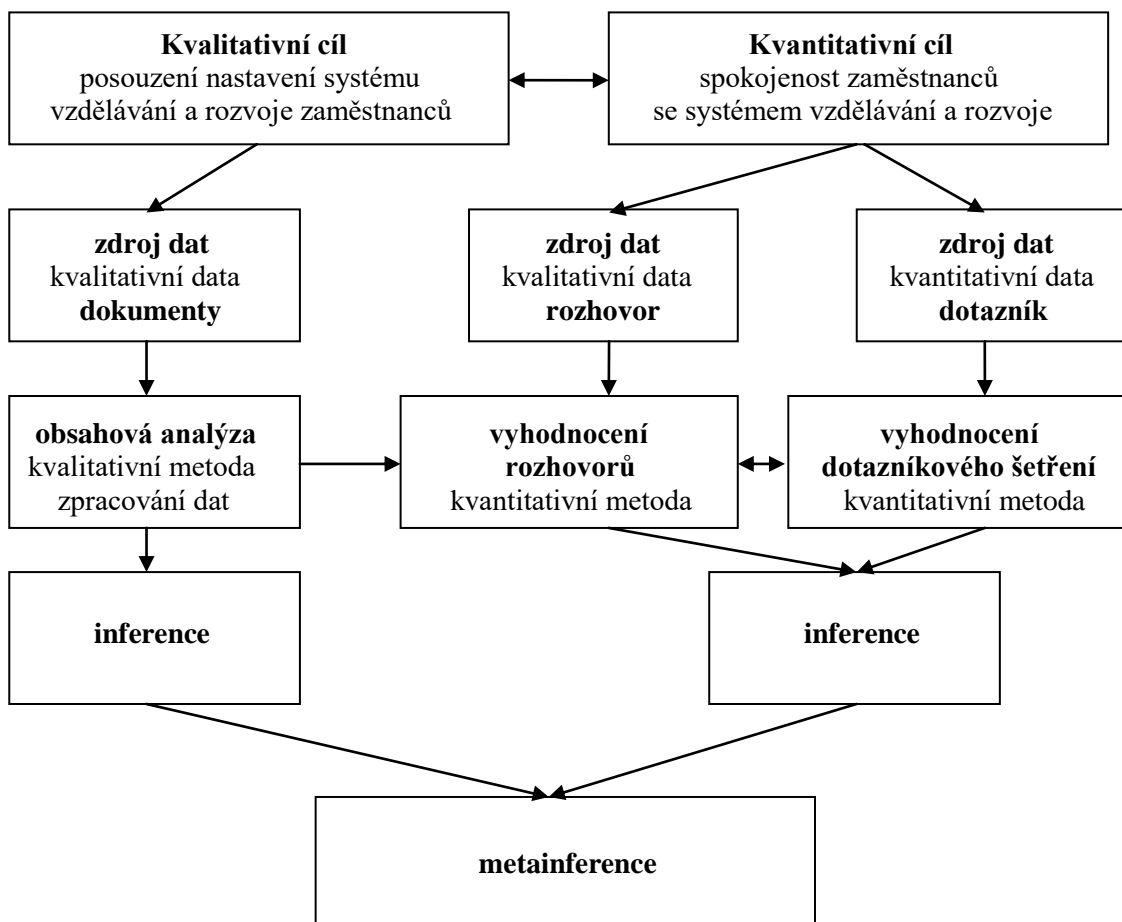 Kvalitativní cíl
posouzení nastavení systému
vzdělávání a rozvoje zaměstnanců
Kvantitativní cíl
spokojenost zaměstnanců
se systémem vzdělávání a rozvoje
zdroj dat
kvalitativní data
dokumenty
zdroj dat
kvalitativní data
rozhovor
zdroj dat
kvantitativní data
dotazník
obsahová analýza
kvalitativní metoda
zpracování dat
vyhodnocení
rozhovorů
kvantitativní metoda
vyhodnocení
dotazníkového šetření
kvantitativní metoda
inference
inference
metainference